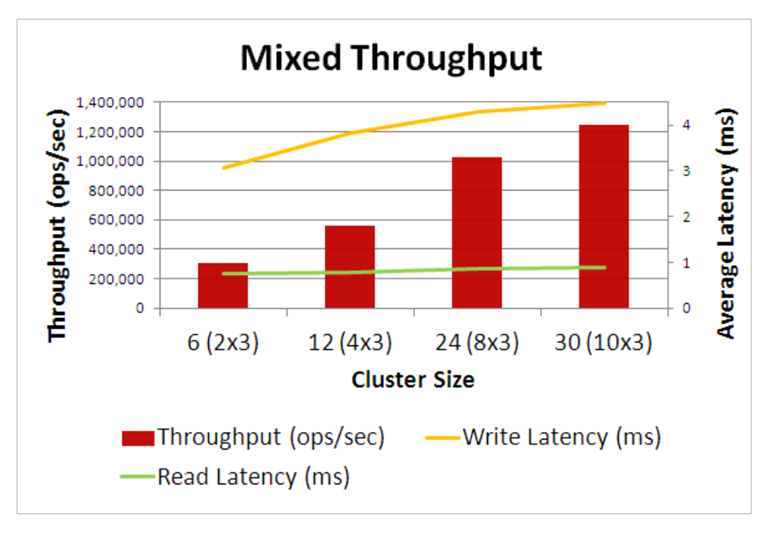 Mixed Throughput
Throughput (ops/sec)
1,400,000
1,200,000
1,000,000
800,000
600,000
400,000
200,000
0
4
3
2
1
0
Average Latency (ms)
6 (2x3) 12 (4x3) 24 (8x3) 30 (10x3)
Cluster Size
Throughput (ops/sec) Write Latency (ms)
Read Latency (ms)